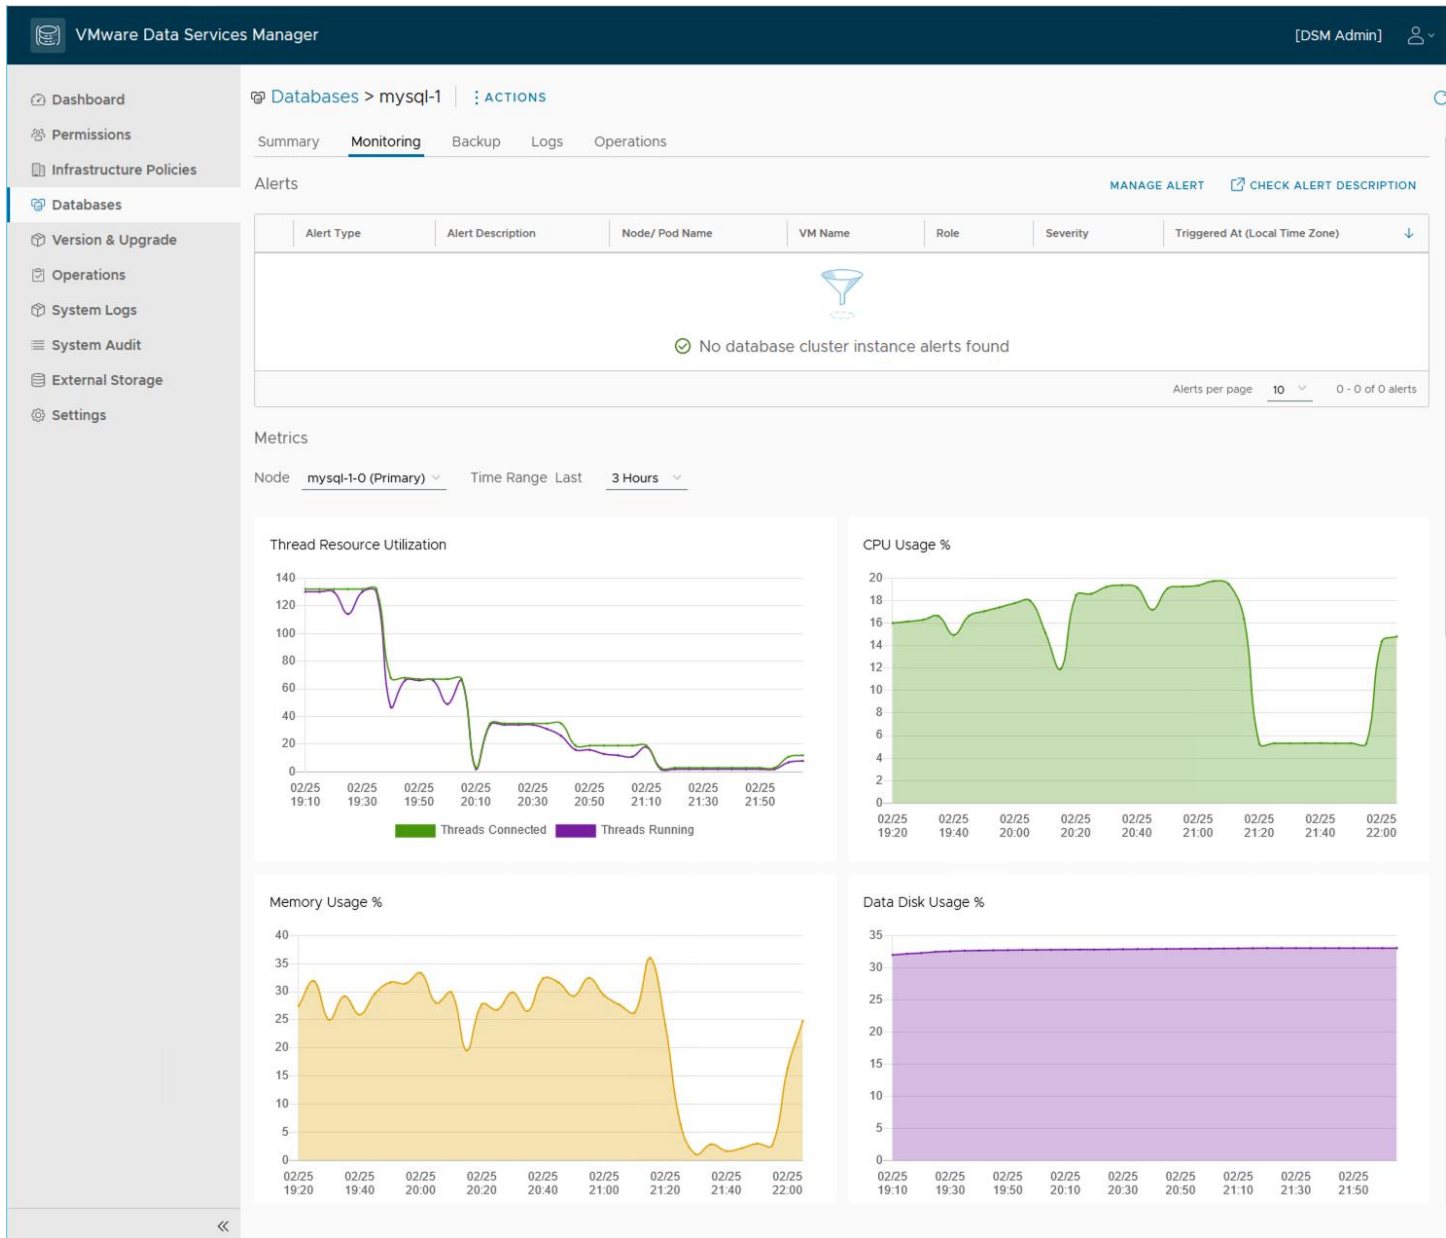 VMware Data Services Manager
[DSM Admin]
Dashboard
Permissions
Infrastructure Policies
Databases
Version & Upgrade
Operations
System Logs
System Audit
External Storage
Settings
Databases > mysql-1
ACTIONS
Summary Monitoring Backup Logs Operations
Alerts
MANAGE ALERT CHECK ALERT DESCRIPTION
Alert Type Alert Description Node/ Pod Name VM Name Role Severity Triggered At (Local Time Zone)
No database cluster instance alerts found
Alerts per page 10 0 - 0 of 0 alerts
Metrics
Node mysql-1-0 (Primary) Time Range Last 3 Hours
Thread Resource Utilization
140
120
100
80
60
40
20
0
02/25 02/25 02/25 02/25 02/25 02/25 02/25 02/25 02/25
19:10 19:30 19:50 20:10 20:30 20:50 21:10 21:30 21:50
Threads Connected Threads Running
CPU Usage %
20
18
16
14
12
10
8
6
4
2
0
02/25 02/25 02/25 02/25 02/25 02/25 02/25 02/25 02/25
19:20 19:40 20:00 20:20 20:40 21:00 21:20 21:40 22:00
Memory Usage %
40
35
30
25
20
15
10
5
0
02/25 02/25 02/25 02/25 02/25 02/25 02/25 02/25 02/25
19:20 19:40 20:00 20:20 20:40 21:00 21:20 21:40 22:00
Data Disk Usage %
35
30
25
20
15
10
5
0
02/25 02/25 02/25 02/25 02/25 02/25 02/25 02/25 02/25
19:10 19:30 19:50 20:10 20:30 20:50 21:10 21:30 21:50